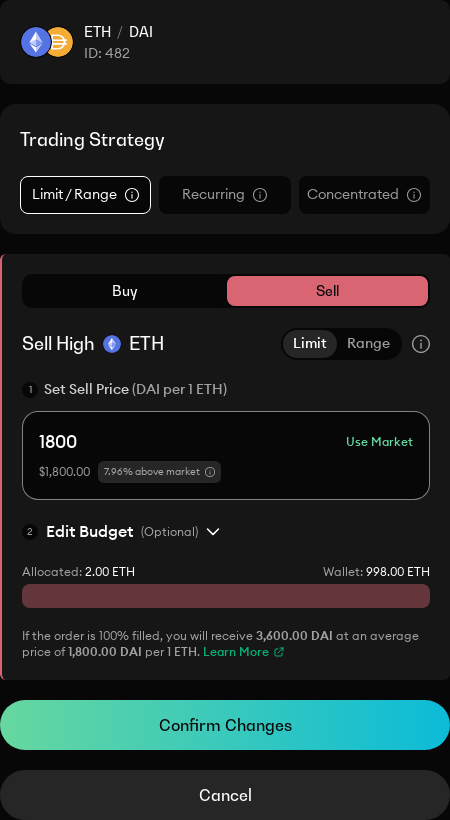 ETH / DAI
ID: 482
Trading Strategy
Limit / Range
Recurring
Concentrated
Buy
Sell
Sell High ETH
Limit
Range
1 Set Sell Price (DAI per 1 ETH)
1800
Use Market
$1,800.00
7.96% above market
2 Edit Budget (Optional)
Allocated: 2.00 ETH
Wallet: 998.00 ETH
If the order is 100% filled, you will receive 3,600.00 DAI at an average
price of 1,800.00 DAI per 1 ETH. Learn More
Confirm Changes
Cancel